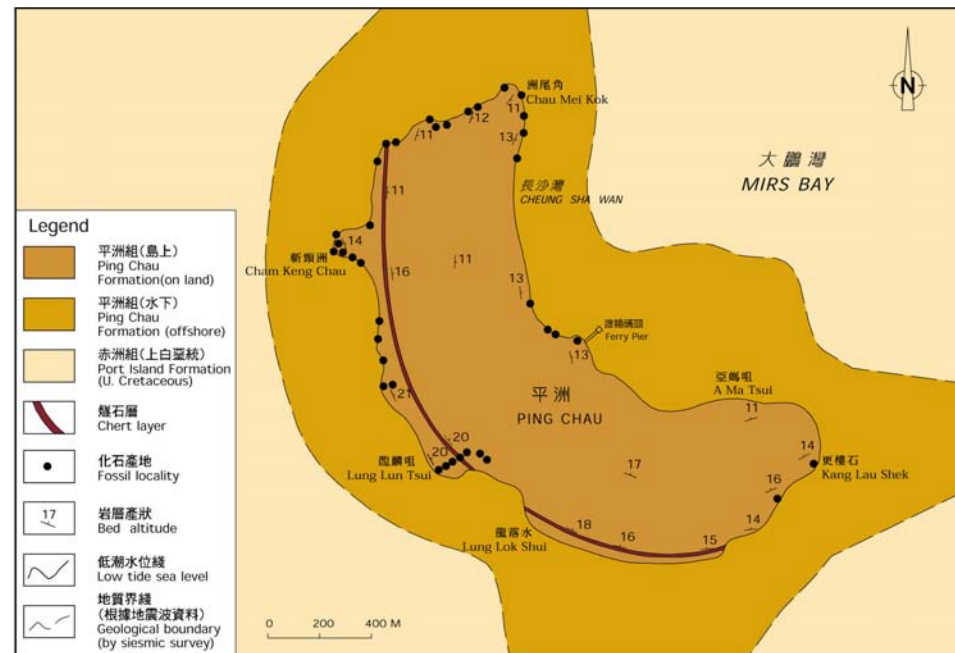 洲尾角
Chau Mei Kok
N
12
11
11
13
大鵬灣
MIRS BAY
長沙灣
CHEUNG SHA WAN
11
Legend
平洲組(島上)
Ping Chau
Formation(on land)
平洲組(水下)
Ping Chau
Formation (offshore)
赤洲組(上白堊統)
Port Island Formation
(U. Cretaceous)
燧石層
Chert layer
化石產地
Fossil locality
17
岩層產狀
Bed altitude
低潮水位綫
Low tide sea level
地質界綫
(根據地震波資料)
Geological boundary
(by siesmic survey)
14
斬頸洲
Cham Keng Chau
16
11
13
渡輪碼頭
Ferry Pier
13
平洲
PING CHAU
亞媽咀
A Ma Tsui
11
21
20
20
龍麟咀
Lung Lun Tsui
17
14
更樓石
Kang Lau Shek
16
14
龍落水
Lung Lok Shui
18
16
15
0 200 400 M